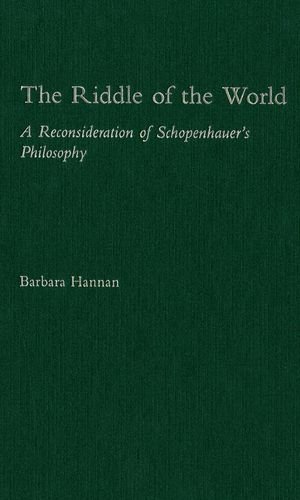 The Riddle of the World
A Reconsideration of Schopenhauer's
Philosophy
Barbara Hannan